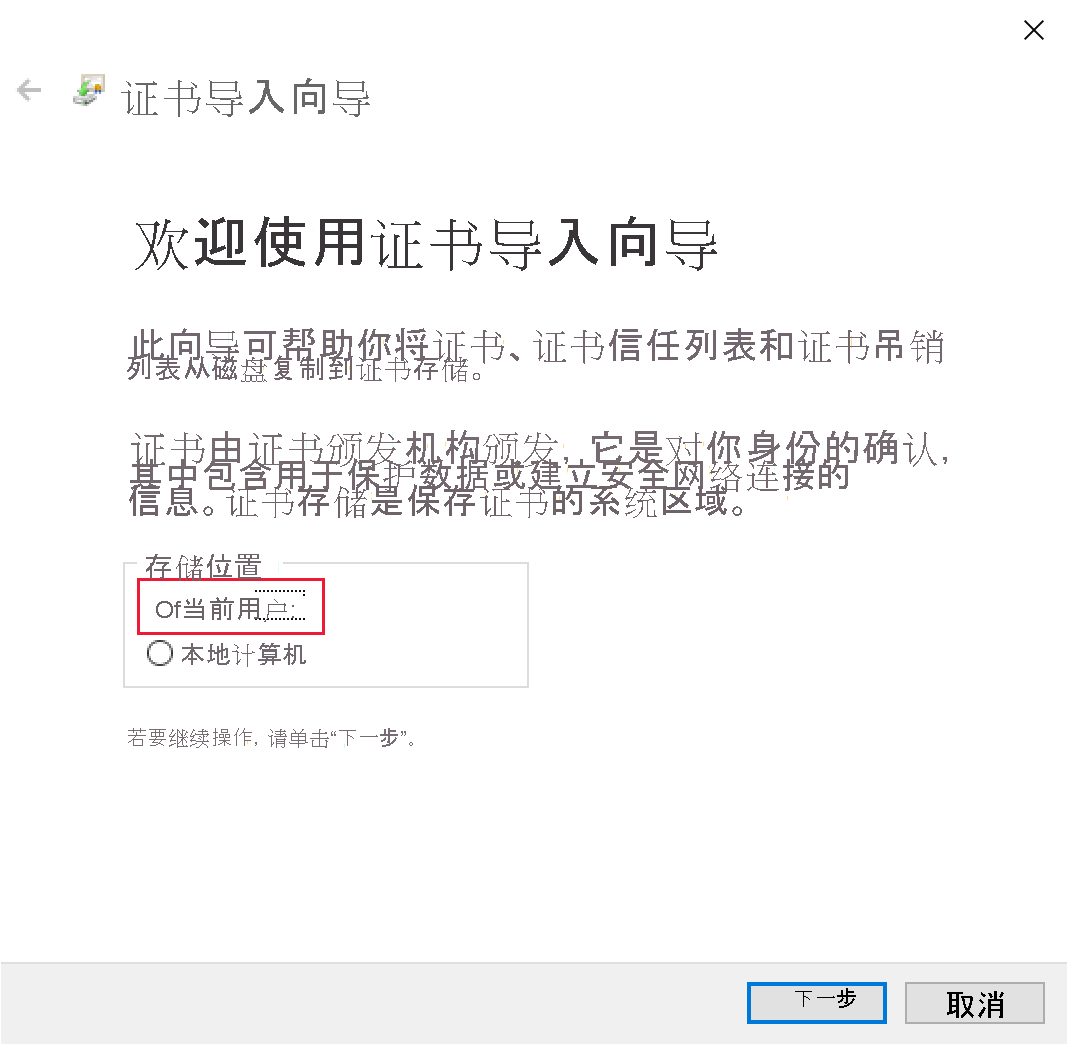 证书导入向导
欢迎使用证书导入向导
此向导可帮助你将证书、证书信任列表和证书吊销
列表从磁盘复制到证书存储。
证书由证书颁发机构颁发, 它是对你身份的确认,
其中包含用于保护数据或建立安全网络连接的
信息。证书存储是保存证书的系统区域。
存储位置
Of当前用户:
本地计算机
若要继续操作, 请单击“下一步”。
下一步
取消